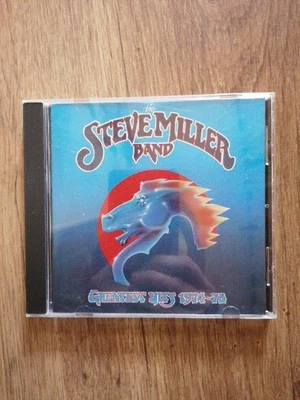 the
STEVE MILLER
BAND
GREATEST HITS 1974-78